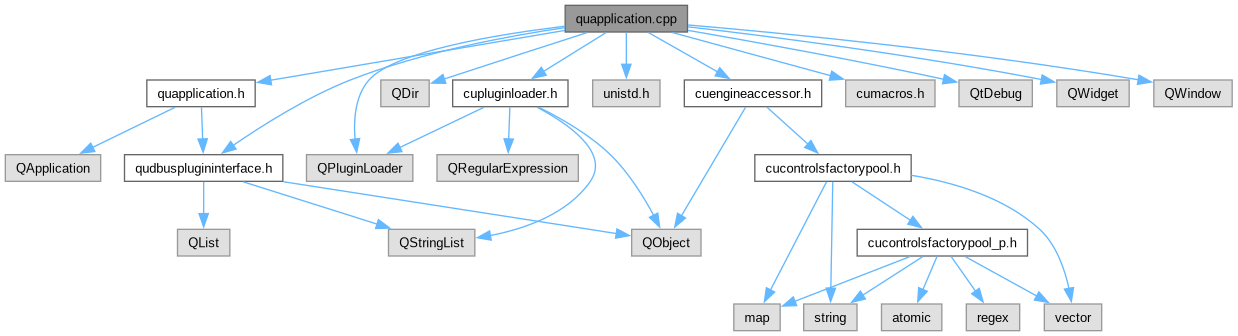 quapplication.cpp
quapplication.h
QDir
cupluginloader.h
unistd.h
cuengineaccessor.h
cumacros.h
QtDebug
QWidget
QWindow
QApplication
qudbusplugininterface.h
QPluginLoader
QRegularExpression
cucontrolsfactorypool.h
QList
QStringList
QObject
cucontrolsfactorypool_p.h
map
string
atomic
regex
vector